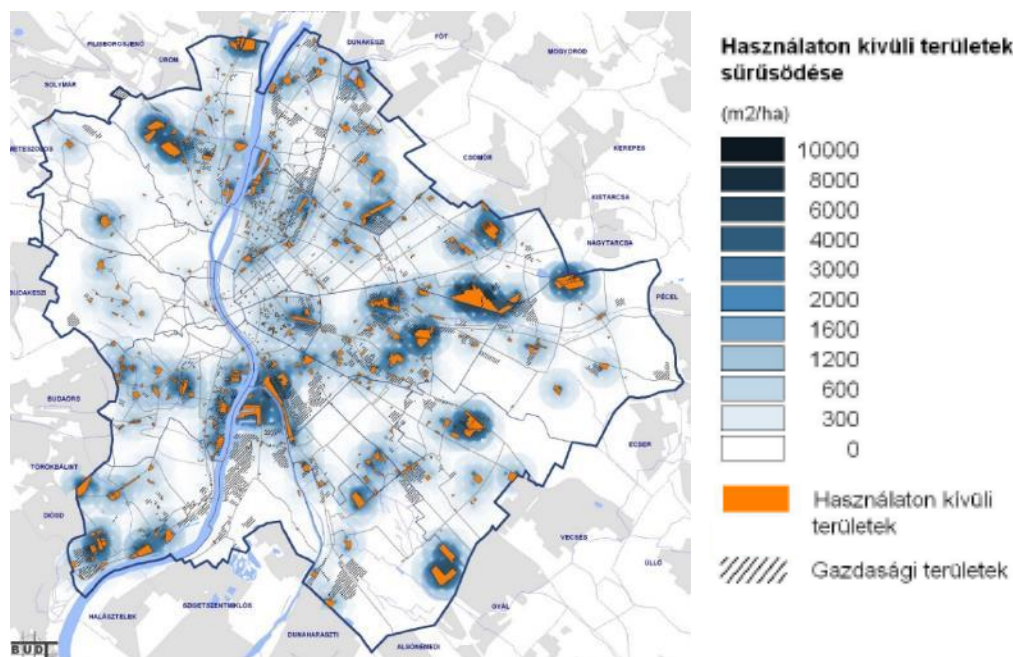 PILISBOROSJENŐ
ÜRÖM
SOLYMÁR
DUNAKESZI
FÓT
MOGYORÓD
CSÖMÖR
KEREPES
KISTARCSA
NAGYTARCSA
BUDAKESZI
PÉCEL
BUDAÖRS
ECSER
TÖRÖKBÁLINT
DIÓSD
VECSÉS
ÜLLŐ
GYÁL
HALÁSZTELEK
SZIGETSZENTMIKLÓS
DUNAHARASZTI
ALSÓNÉMEDI
BUD
Használaton kívüli területek
sűrűsödése
(m2/ha)
10000
8000
6000
4000
3000
2000
1600
1200
600
300
0
Használaton kívüli
területek
Gazdasági területek